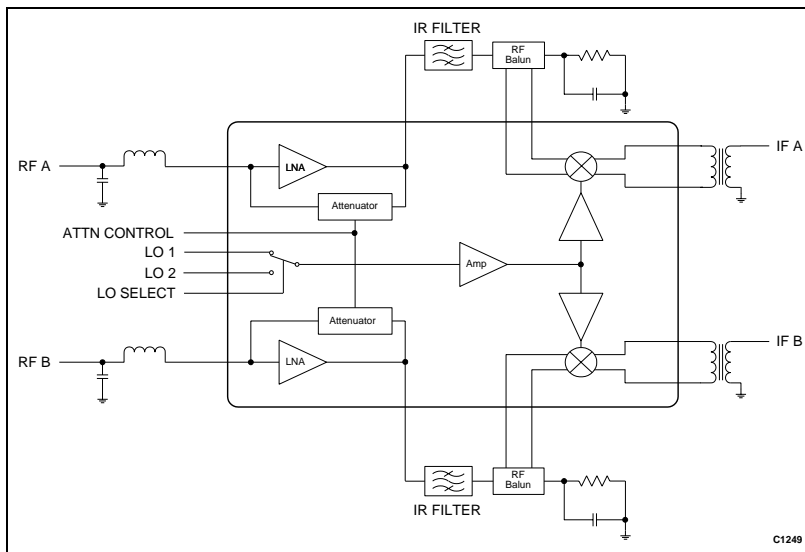 IR FILTER
RF
Balun
RF A
LNA
Attenuator
IF A
ATTN CONTROL
LO 1
LO 2
LO SELECT
Amp
Attenuator
RF B
LNA
IF B
IR FILTER
RF
Balun
C1249